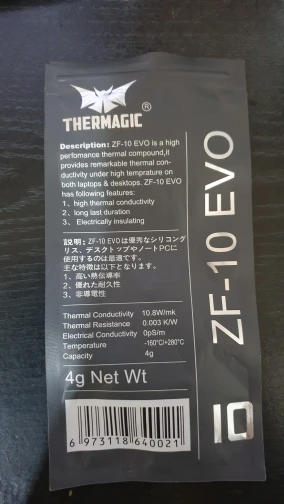 THERMAGIC ®
Description: ZF-10 EVO is a high
perfomance thermal compound,it
provides remarkable thermal con-
ductivity under high temprature on
both laptops & desktops. ZF-10 EVO
has following features:
1、high thermal conductivity
2、long last duration
3、Electrically insulating
説明: ZF-10 EVOは優秀なシリコング
リス、デスクトップやノートPCに
使用するのは最適です。
主な特徴は以下となります。
1、高い熱伝導率
2、優れた耐久性
3、非導電性
Thermal Conductivity 10.8W/mk
Thermal Resistance 0.003 K/W
Electrical Conductivity 0pS/m
Temperature -160°C/+280°C
Capacity 4g
4g Net Wt
6 973118 640021
ZF-10 EVO
10